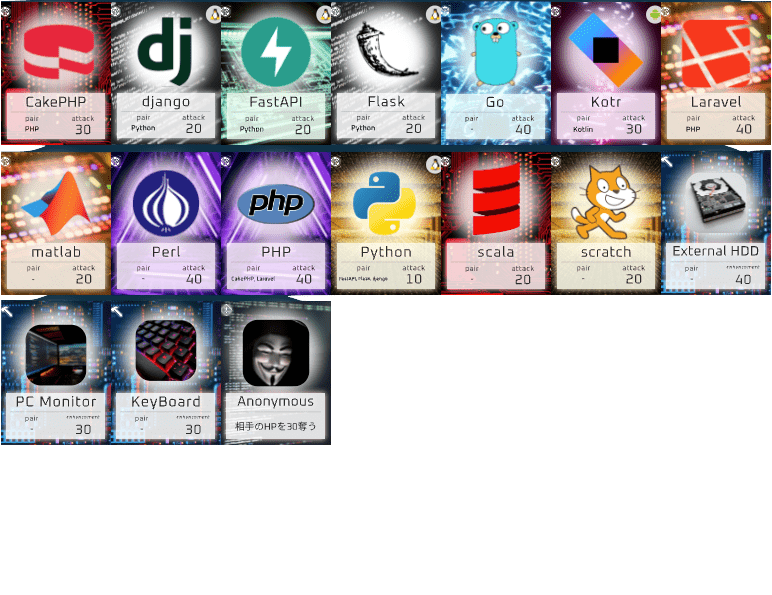 CakePHP
pair attack
PHP 30
dj
django
pair attack
Python 20
FastAPI
pair attack
Python 20
Flask
pair attack
Python 20
Go
pair attack
- 40
Kotr
pair attack
Kotlin 30
Laravel
pair attack
PHP 40
matlab
pair attack
- 20
Perl
pair attack
- 40
php
PHP
pair attack
CakePHP, Laravel 40
Python
pair attack
FastAPI, Flask, django 10
scala
pair attack
- 20
scratch
pair attack
- 20
External HDD
pair enhancement
- 40
PC Monitor
pair enhancement
- 30
KeyBoard
pair enhancement
- 30
Anonymous
相手のHPを30奪う